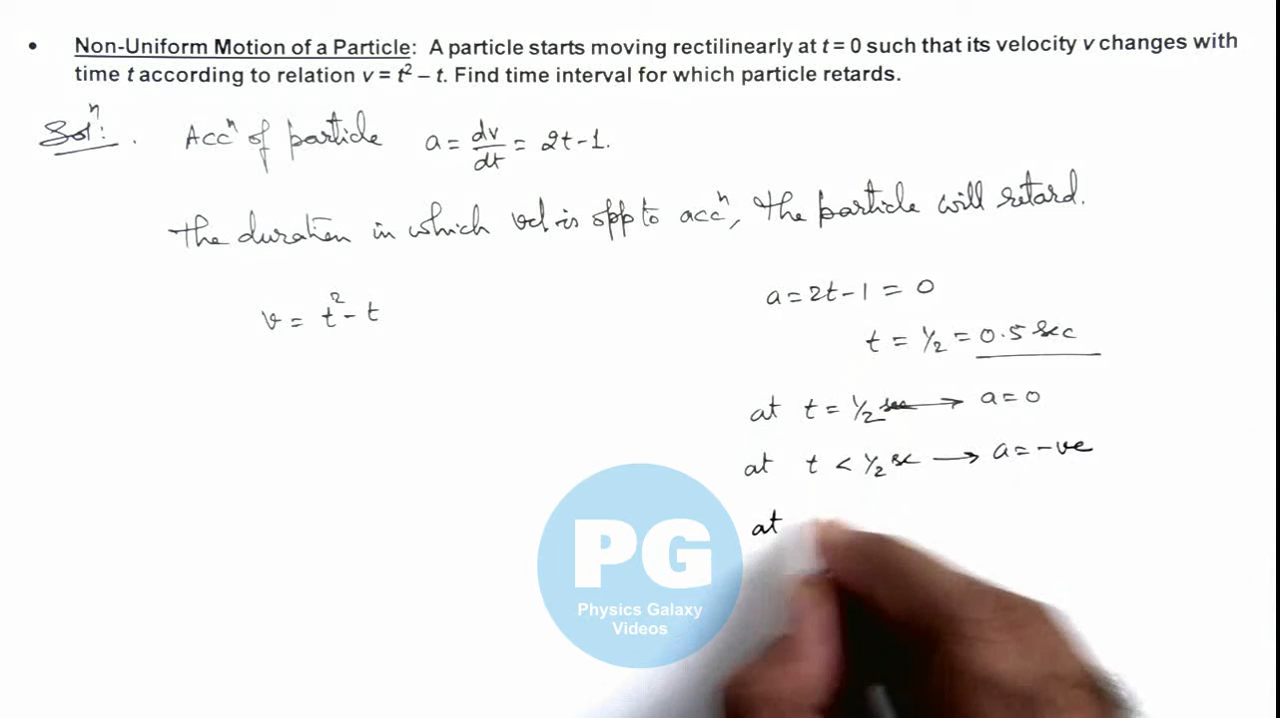 • Non-Uniform Motion of a Particle: A particle starts moving rectilinearly at t = 0 such that its velocity v changes with
time t according to relation v = t² – t. Find time interval for which particle retards.
Solⁿ: . Accⁿ of particle a = dv/dt = 2t - 1.
The duration in which vel is opp to accⁿ, the particle will retard.
v = t² - t
a = 2t - 1 = 0
t = 1/2 = 0.5 sec
at t = 1/2 sec → a = 0
at t < 1/2 sc → a = -ve
at
PG
Physics Galaxy
Videos